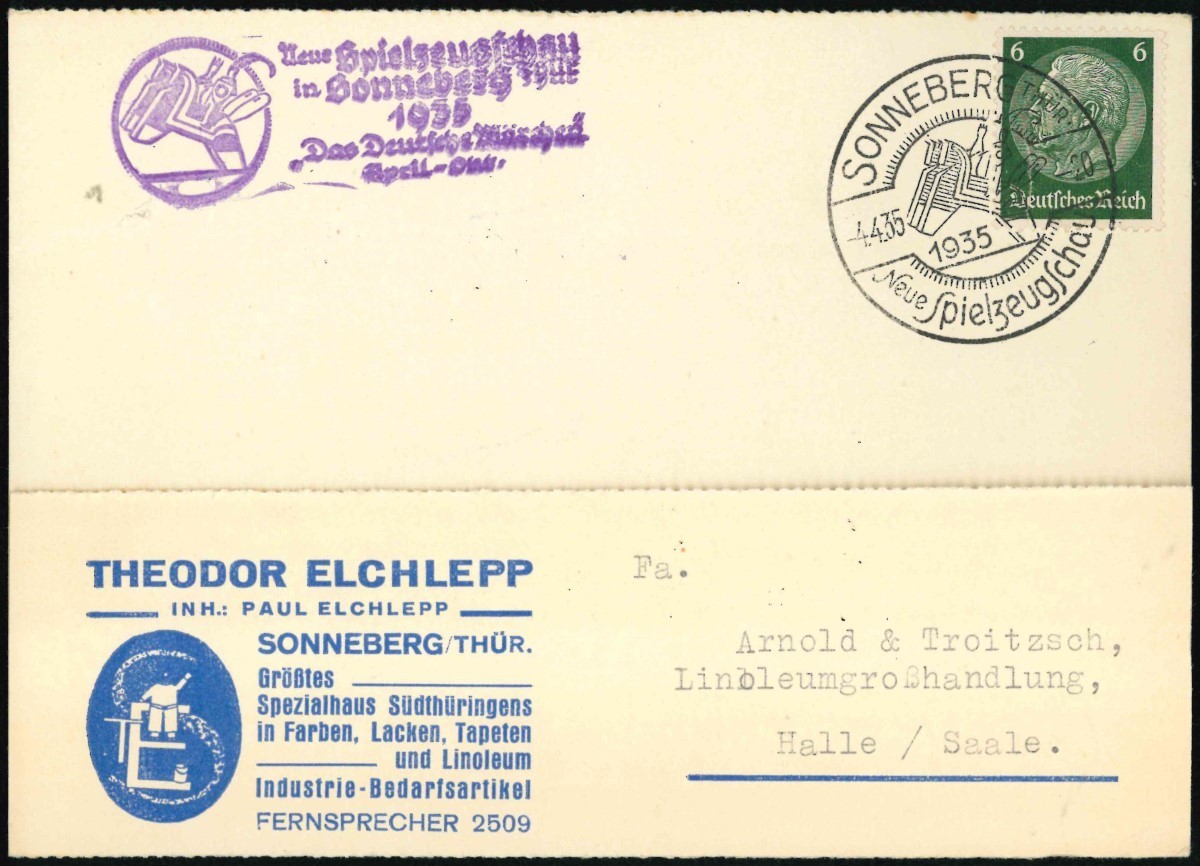 Neue Spielzeugschau
in Sonneberg Thür
1935
"Das Deutsche Märchen"
April - Okt.
6 6
Deutsches Reich
SONNEBERG (THÜR.)
4.4.35
1935
Neue Spielzeugschau
THEODOR ELCHLEPP
INH.: PAUL ELCHLEPP
SONNEBERG/THÜR.
Größtes
Spezialhaus Südthüringens
in Farben, Lacken, Tapeten
und Linoleum
Industrie-Bedarfsartikel
FERNSPRECHER 2509
Fa.
Arnold & Troitzsch,
Linbleumgroßhandlung,
Halle / Saale.